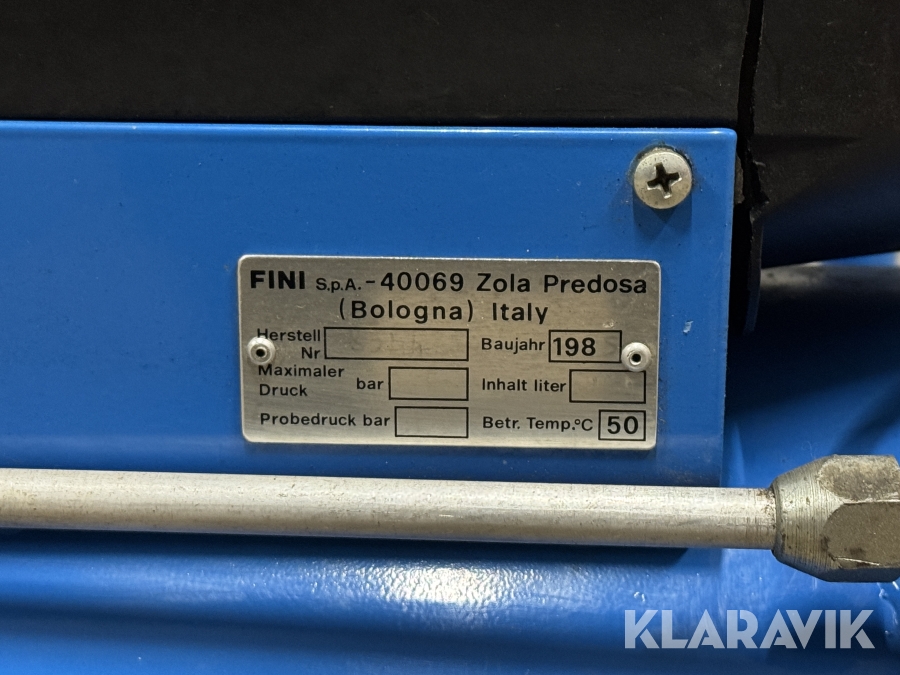 FINI S.p.A. - 40069 Zola Predosa
(Bologna) Italy
Herstell Nr
Baujahr 198
Maximaler Druck bar
Inhalt liter
Probedruck bar
Betr. Temp. °C 50
KLARAVIK